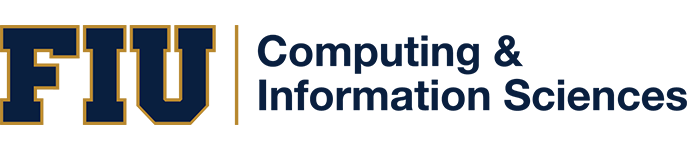 FIU
Computing &
Information Sciences